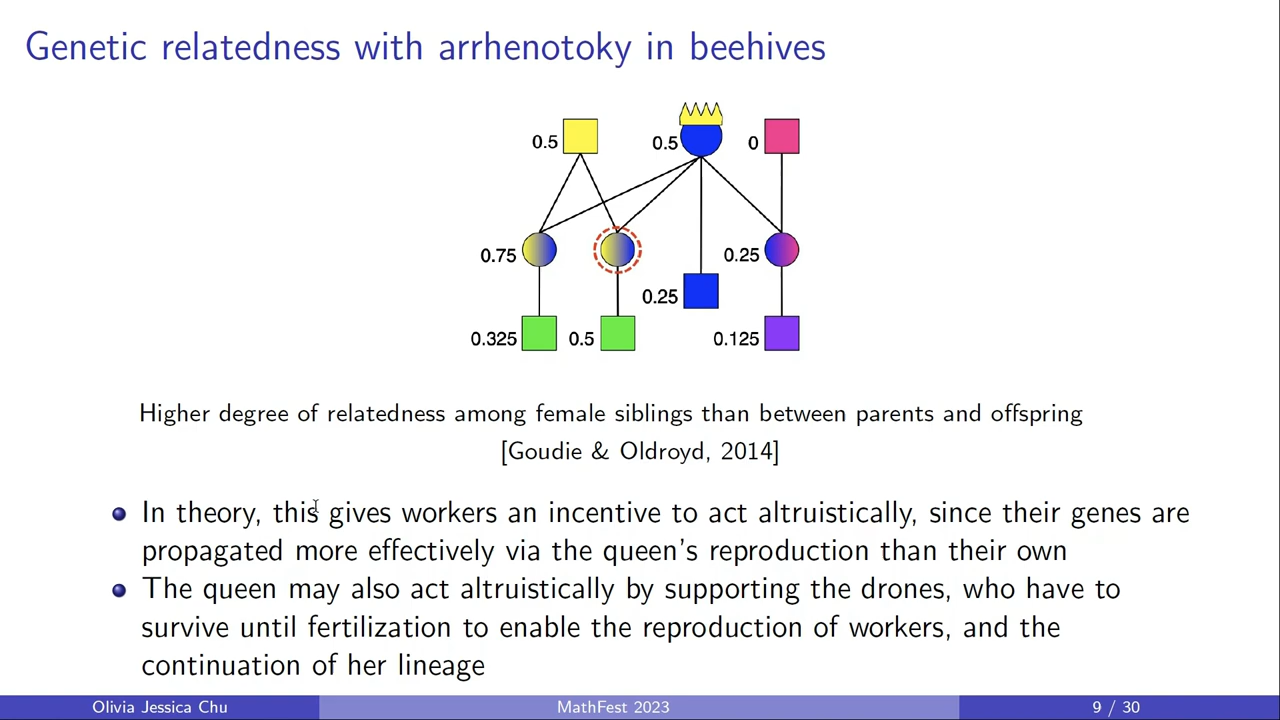 Genetic relatedness with arrhenotoky in beehives
0.5
0.5
0
0.75
0.25
0.25
0.325
0.5
0.125
Higher degree of relatedness among female siblings than between parents and offspring
[Goudie & Oldroyd, 2014]
In theory, this gives workers an incentive to act altruistically, since their genes are
propagated more effectively via the queen's reproduction than their own
The queen may also act altruistically by supporting the drones, who have to
survive until fertilization to enable the reproduction of workers, and the
continuation of her lineage
Olivia Jessica Chu
MathFest 2023
9 / 30